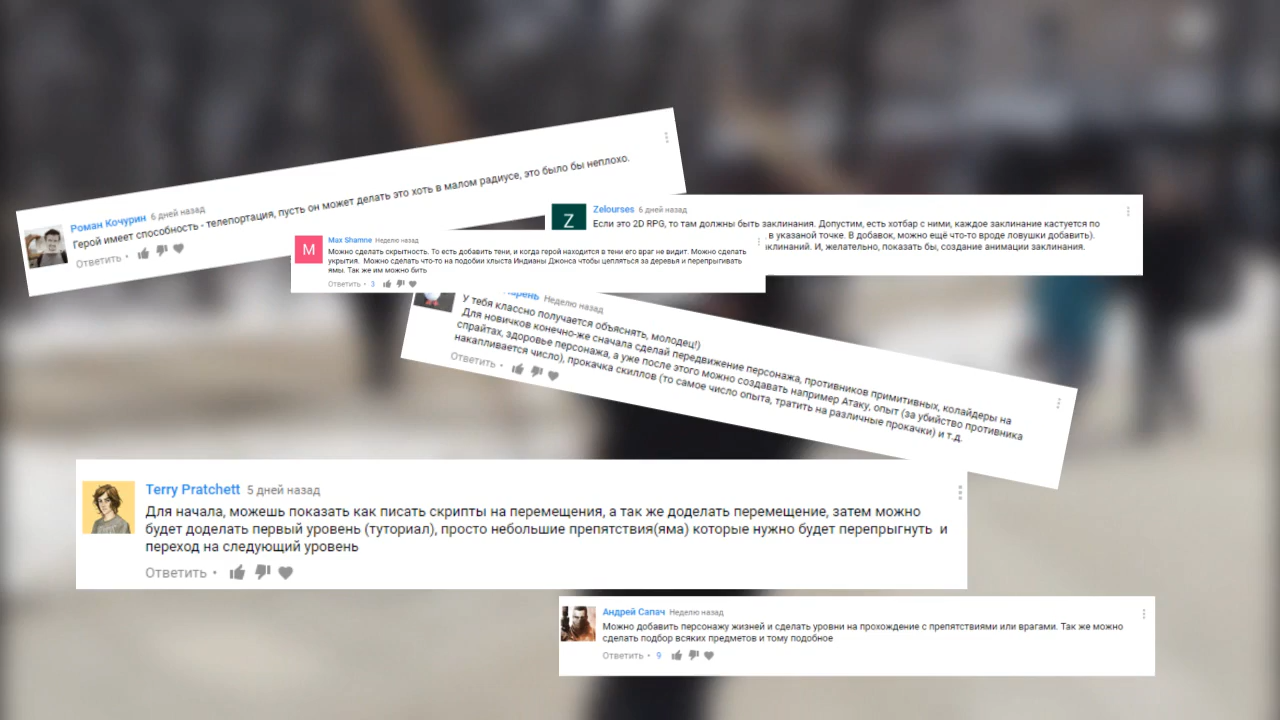 Роман Кочурин 6 дней назад
Герой имеет способность - телепортация, пусть он может делать это хоть в малом радиусе, это было бы неплохо.
Ответить
Z
Zelourses 6 дней назад
Если это 2D RPG, то там должны быть заклинания. Допустим, есть хотбар с ними, каждое заклинание кастуется по
в указаной точке. В добавок, можно ещё что-то вроде ловушки добавить).
клинаний. И, желательно, показать бы, создание анимации заклинания.
M
Max Shamne Неделю назад
Можно сделать скрытность. То есть добавить тени, и когда герой находится в тени его враг не видит. Можно сделать
укрытия. Можно сделать что-то на подобии хлыста Индианы Джонса чтобы цепляться за деревья и перепрыгивать
ямы. Так же им можно бить
Ответить • 3
Парень Неделю назад
У тебя классно получается объяснять, молодец!)
Для новичков конечно-же сначала сделай передвижение персонажа, противников примитивных, колайдеры на
спрайтах, здоровье персонажа, а уже после этого можно создавать например Атаку, опыт (за убийство противника
накапливается число), прокачка скиллов (то самое число опыта, тратить на различные прокачки) и т.д.
Ответить •
Terry Pratchett 5 дней назад
Для начала, можешь показать как писать скрипты на перемещения, а так же доделать перемещение, затем можно
будет доделать первый уровень (туториал), просто небольшие препятствия(яма) которые нужно будет перепрыгнуть и
переход на следующий уровень
Ответить •
Андрей Сапач Неделю назад
Можно добавить персонажу жизней и сделать уровни на прохождение с препятствиями или врагами. Так же можно
сделать подбор всяких предметов и тому подобное
Ответить • 9